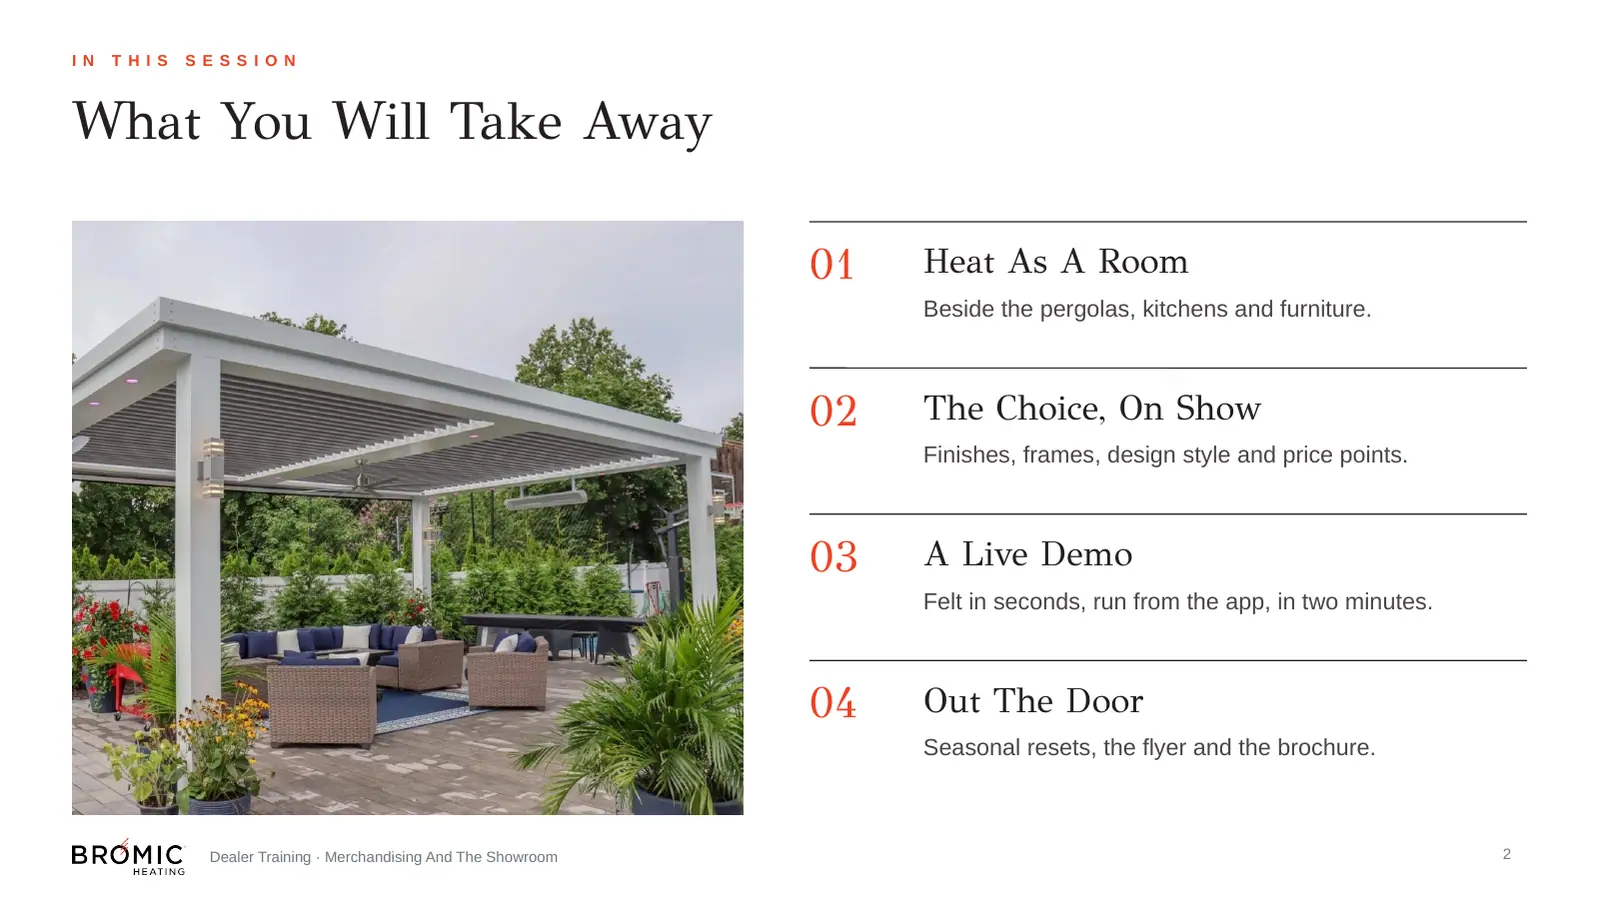 IN THIS SESSION
What You Will Take Away
01
Heat As A Room
Beside the pergolas, kitchens and furniture.
02
The Choice, On Show
Finishes, frames, design style and price points.
03
A Live Demo
Felt in seconds, run from the app, in two minutes.
04
Out The Door
Seasonal resets, the flyer and the brochure.
BROMIC
HEATING
Dealer Training · Merchandising And The Showroom
2